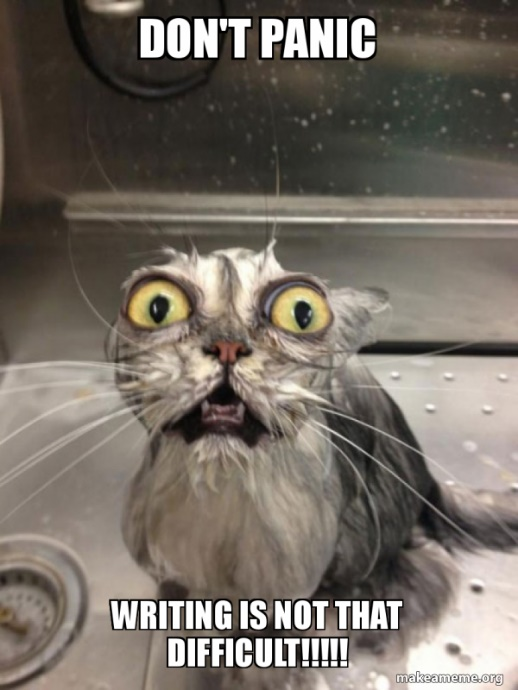 DON'T PANIC
WRITING IS NOT THAT
DIFFICULT!!!!!
makeameme.org